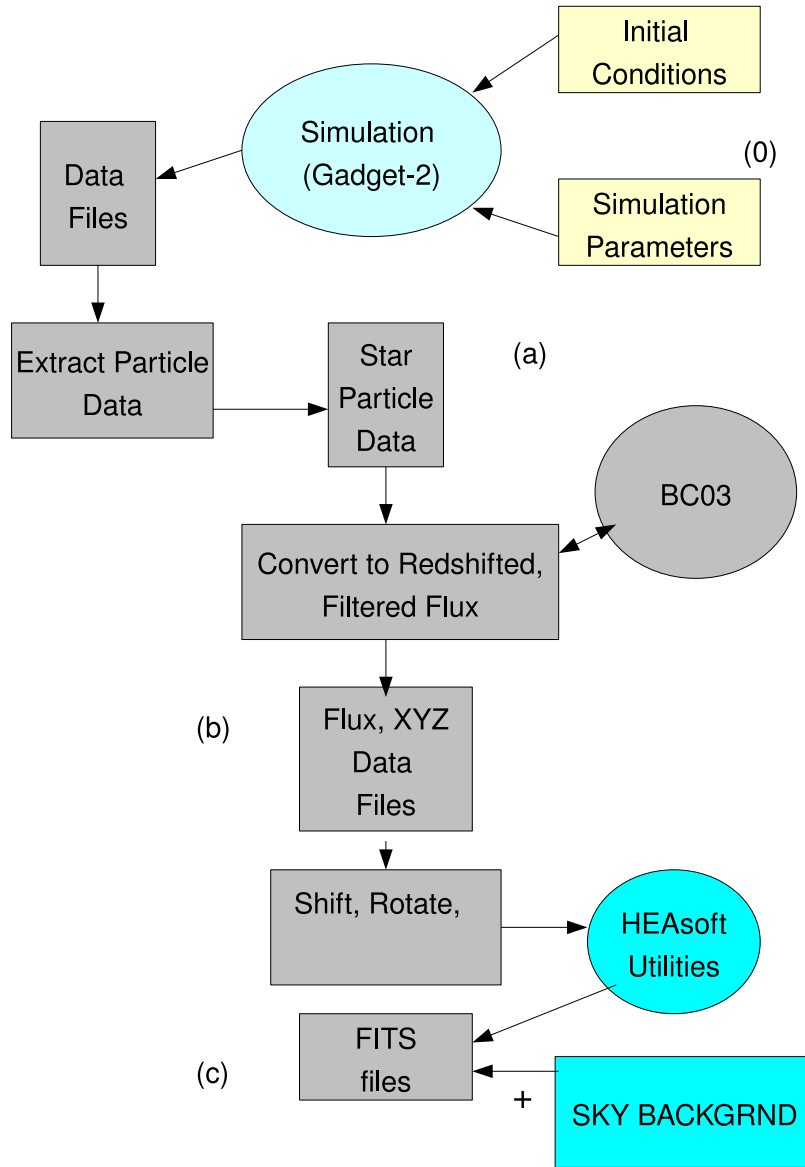 Initial
Conditions
Simulation
(Gadget-2)
(0)
Data
Files
Simulation
Parameters
Extract Particle
Data
Star
Particle
Data
(a)
BC03
Convert to Redshifted,
Filtered Flux
(b)
Flux, XYZ
Data
Files
Shift, Rotate,
HEAsoft
Utilities
FITS
files
(c)
+
SKY BACKGRND